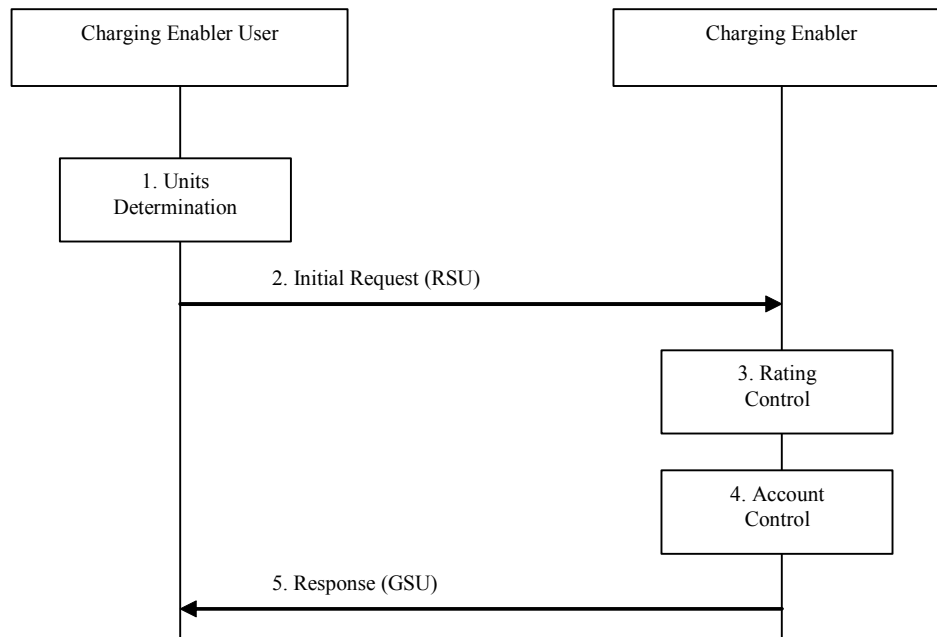 Charging Enabler User
Charging Enabler
1. Units
Determination
2. Initial Request (RSU)
3. Rating
Control
4. Account
Control
5. Response (GSU)